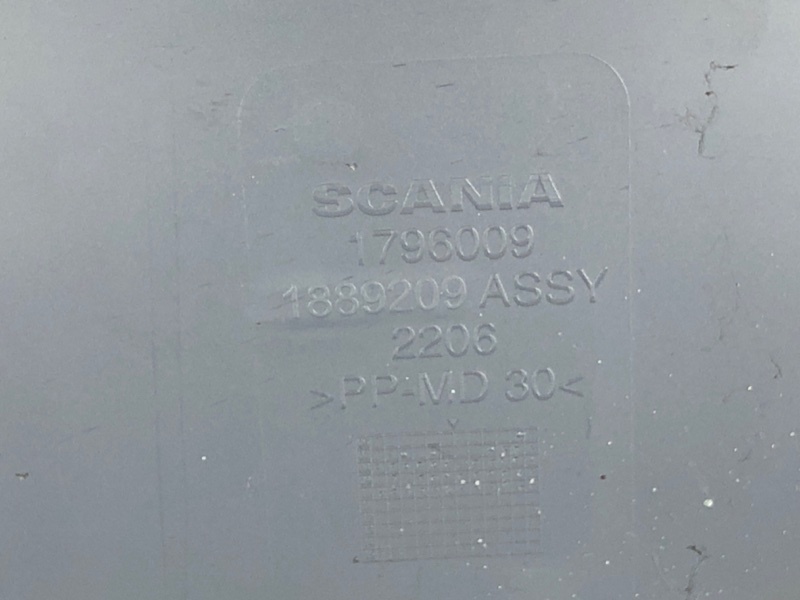 SCANIA
1796009
1889209 ASSY
2206
>PP-MD 30<